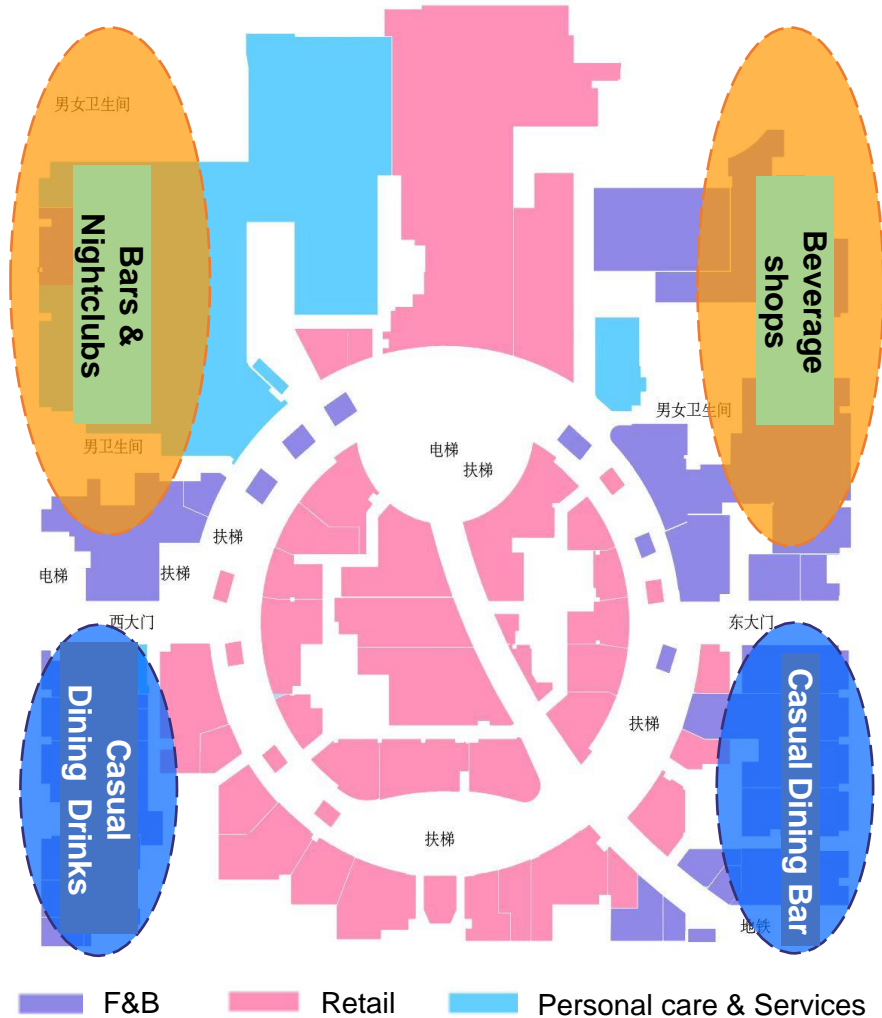 男女卫生间
Bars &
Nightclubs
Beverage
shops
男女卫生间
男卫生间
电梯
扶梯
扶梯
电梯
扶梯
西大门
东大门
Casual
Dining Drinks
Casual Dining Bar
扶梯
扶梯
地铁
F&B
Retail
Personal care & Services